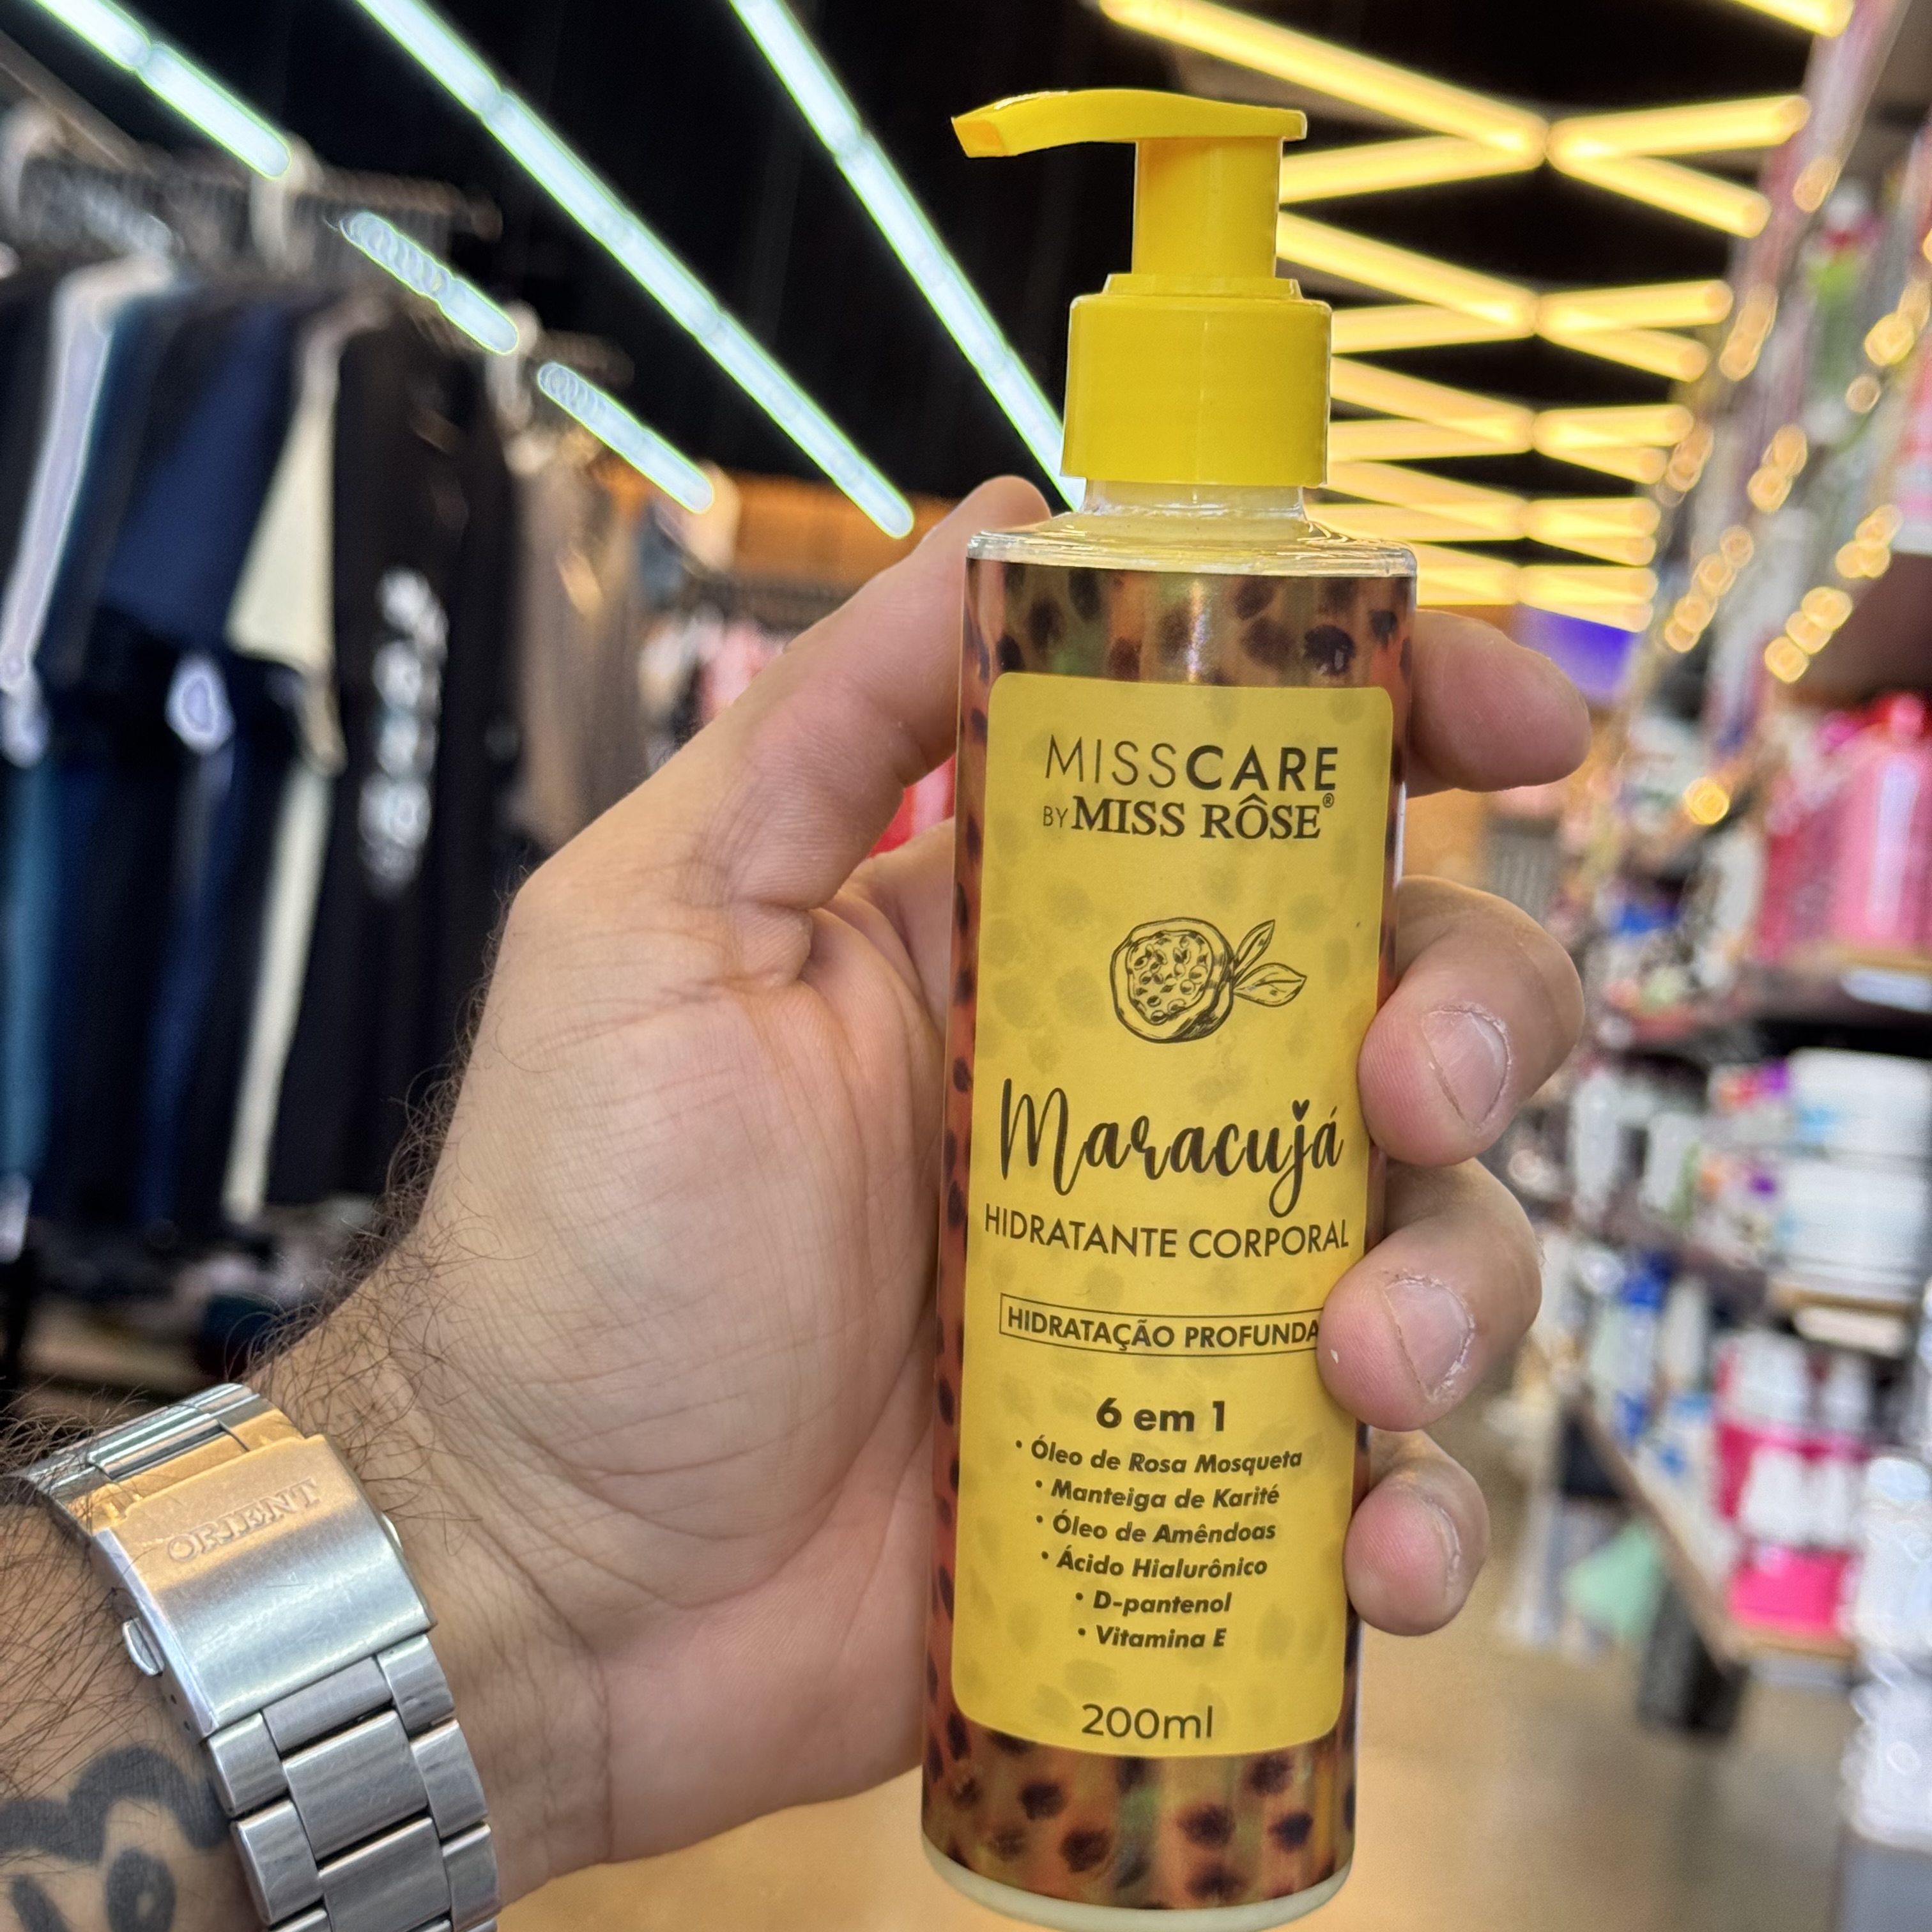 MISSCARE
BY MISS RÔSE®
Maracujá
HIDRATANTE CORPORAL
HIDRATAÇÃO PROFUNDA
6 em 1
• Óleo de Rosa Mosqueta
• Manteiga de Karité
• Óleo de Amêndoas
• Ácido Hialurônico
• D-pantenol
• Vitamina E
200ml
ORIENT